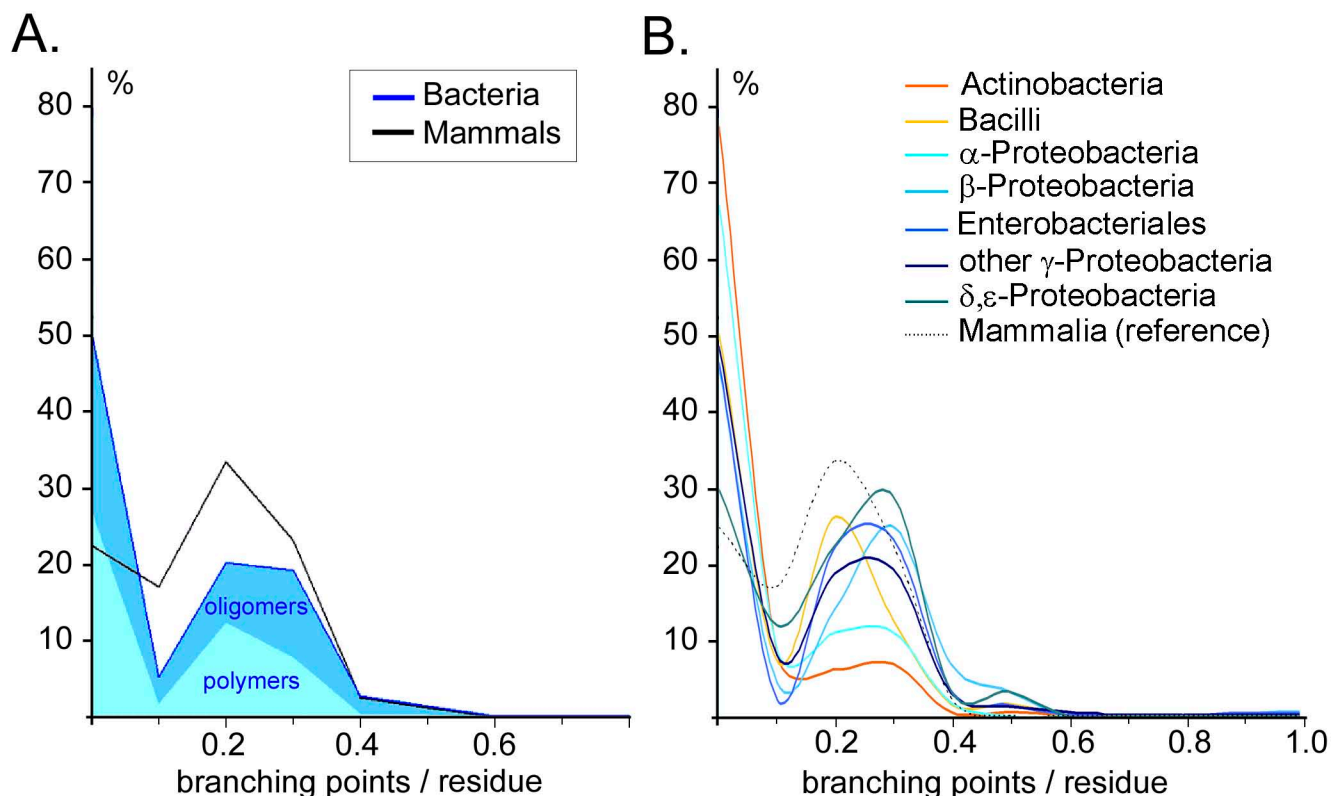 A.
%
80
70
60
50
40
30
20
10
0.2
0.4
0.6
branching points / residue
Bacteria
Mammals
oligomers
polymers
B.
%
80
70
60
50
40
30
20
10
0.2
0.4
0.6
0.8
1.0
branching points / residue
Actinobacteria
Bacilli
α-Proteobacteria
β-Proteobacteria
Enterobacteriales
other γ-Proteobacteria
δ,ε-Proteobacteria
Mammalia (reference)